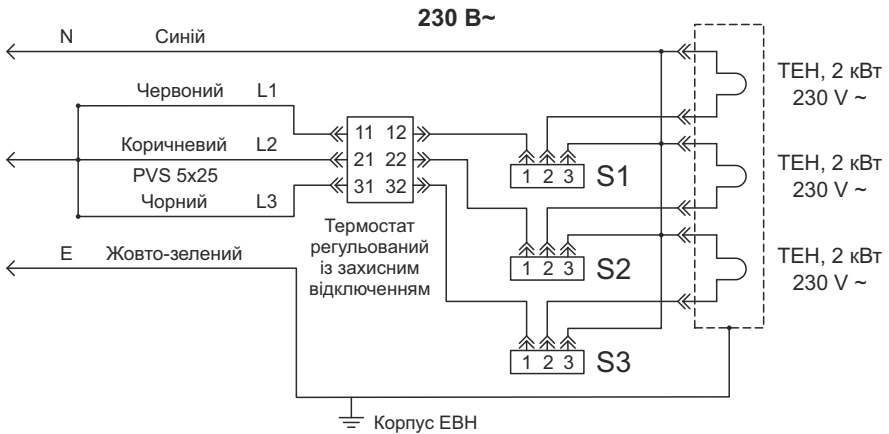 230 В~
N Синій
Червоний L1
Коричневий L2
PVS 5x25
Чорний L3
E Жовто-зелений
11 12
21 22
31 32
Термостат
регульований
із захисним
відключенням
1 2 3 S1
1 2 3 S2
1 2 3 S3
ТЕН, 2 кВт
230 V ~
ТЕН, 2 кВт
230 V ~
ТЕН, 2 кВт
230 V ~
Корпус ЕВН